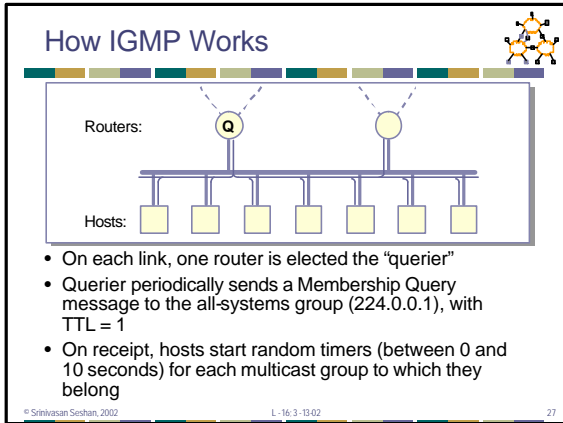 How IGMP Works
Routers:
Q
Hosts:
• On each link, one router is elected the “querier”
• Querier periodically sends a Membership Query
message to the all-systems group (224.0.0.1), with
TTL = 1
• On receipt, hosts start random timers (between 0 and
10 seconds) for each multicast group to which they
belong
© Srinivasan Seshan, 2002
L -16; 3 -13-02
27